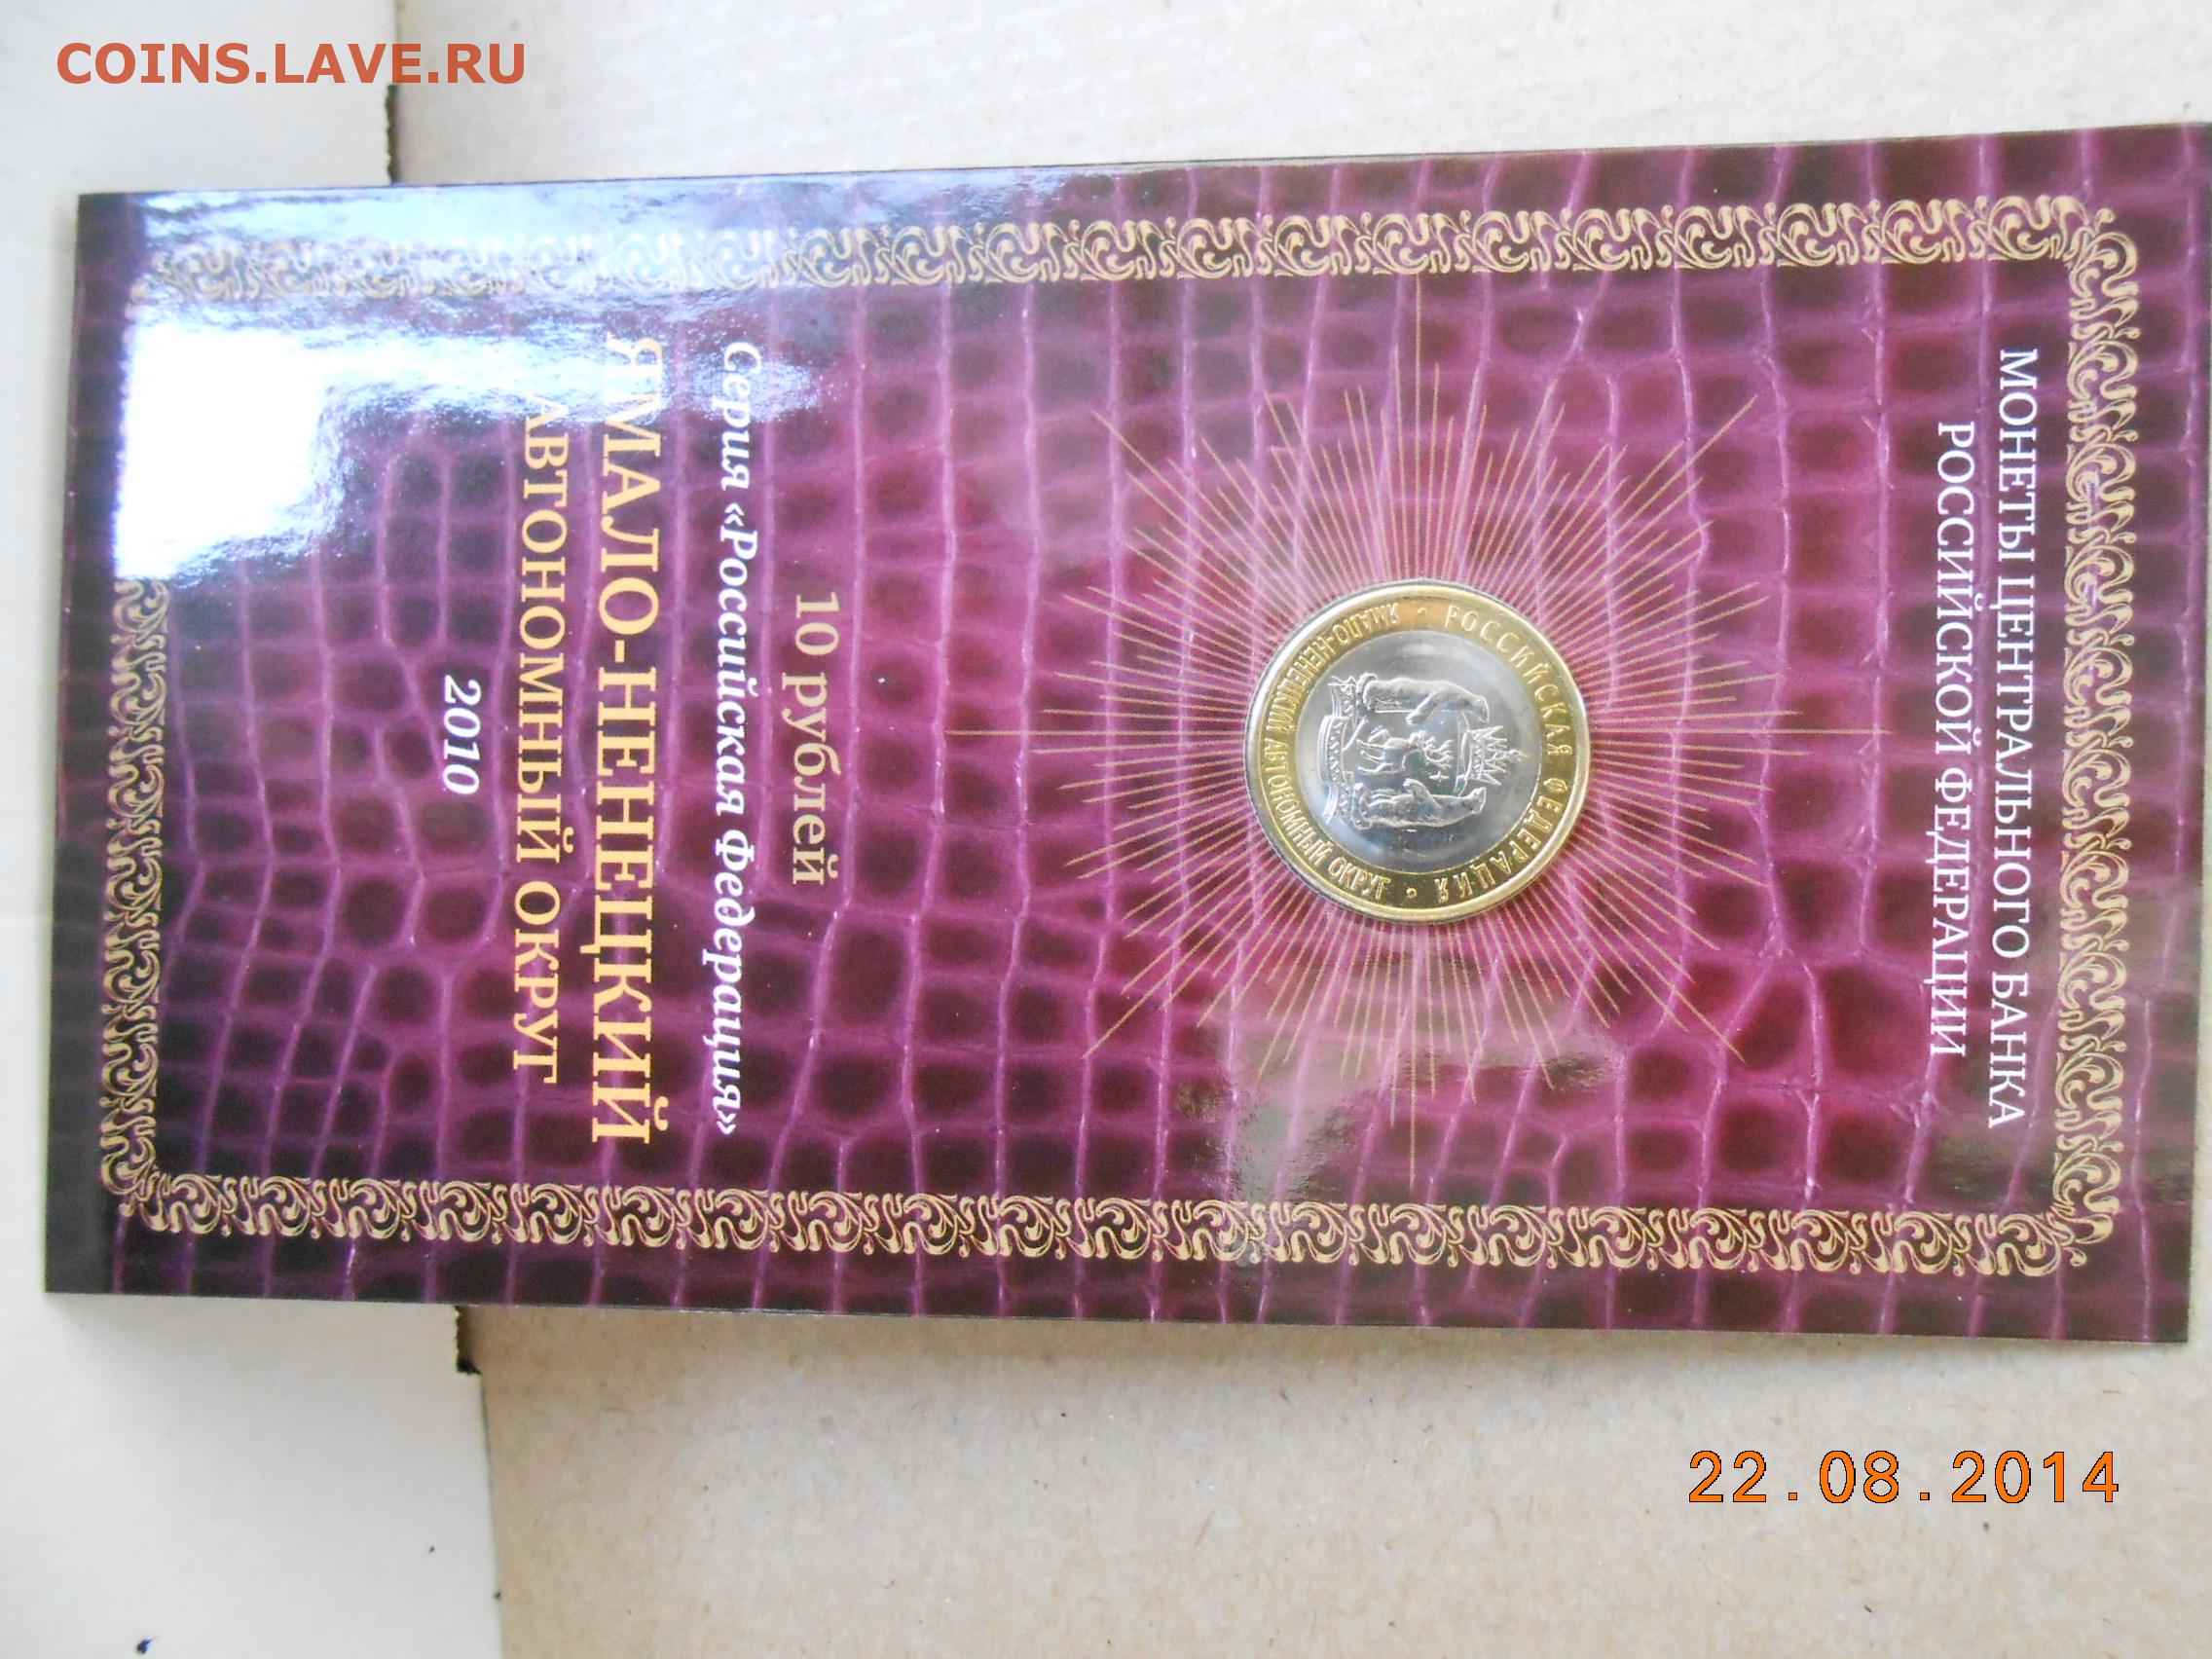 COINS.LAVE.RU
МОНЕТЫ ЦЕНТРАЛЬНОГО БАНКА
РОССИЙСКОЙ ФЕДЕРАЦИИ
РОССИЙСКАЯ ФЕДЕРАЦИЯ
ЯМАЛО-НЕНЕЦКИЙ АВТОНОМНЫЙ ОКРУГ
10 рублей
Серия «Российская Федерация»
ЯМАЛО-НЕНЕЦКИЙ
АВТОНОМНЫЙ ОКРУГ
2010
22.08.2014